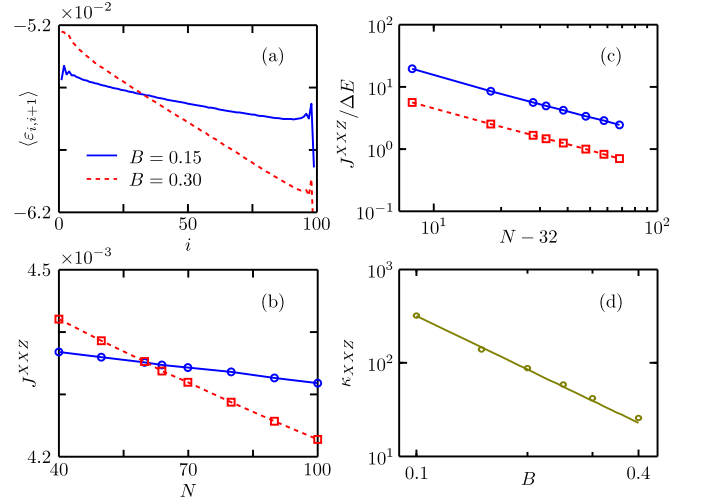 ×10⁻²
−5.2
−6.2
⟨ε_{i,i+1}⟩
(a)
B = 0.15
B = 0.30
0
50
100
i
10²
10¹
10⁰
10⁻¹
J^{XXZ}/ΔE
(c)
10¹
10²
N − 32
×10⁻³
4.5
4.2
J^{XXZ}
(b)
40
70
100
N
10³
10²
10¹
κ_{XXZ}
(d)
0.1
0.4
B